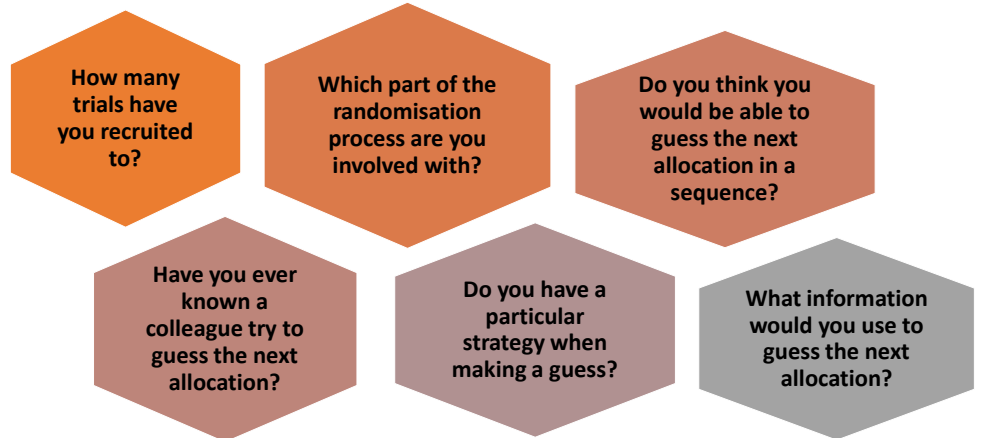 How many
trials have
you recruited
to?
Which part of the
randomisation
process are you
involved with?
Do you think you
would be able to
guess the next
allocation in a
sequence?
Have you ever
known a
colleague try to
guess the next
allocation?
Do you have a
particular
strategy when
making a guess?
What information
would you use to
guess the next
allocation?